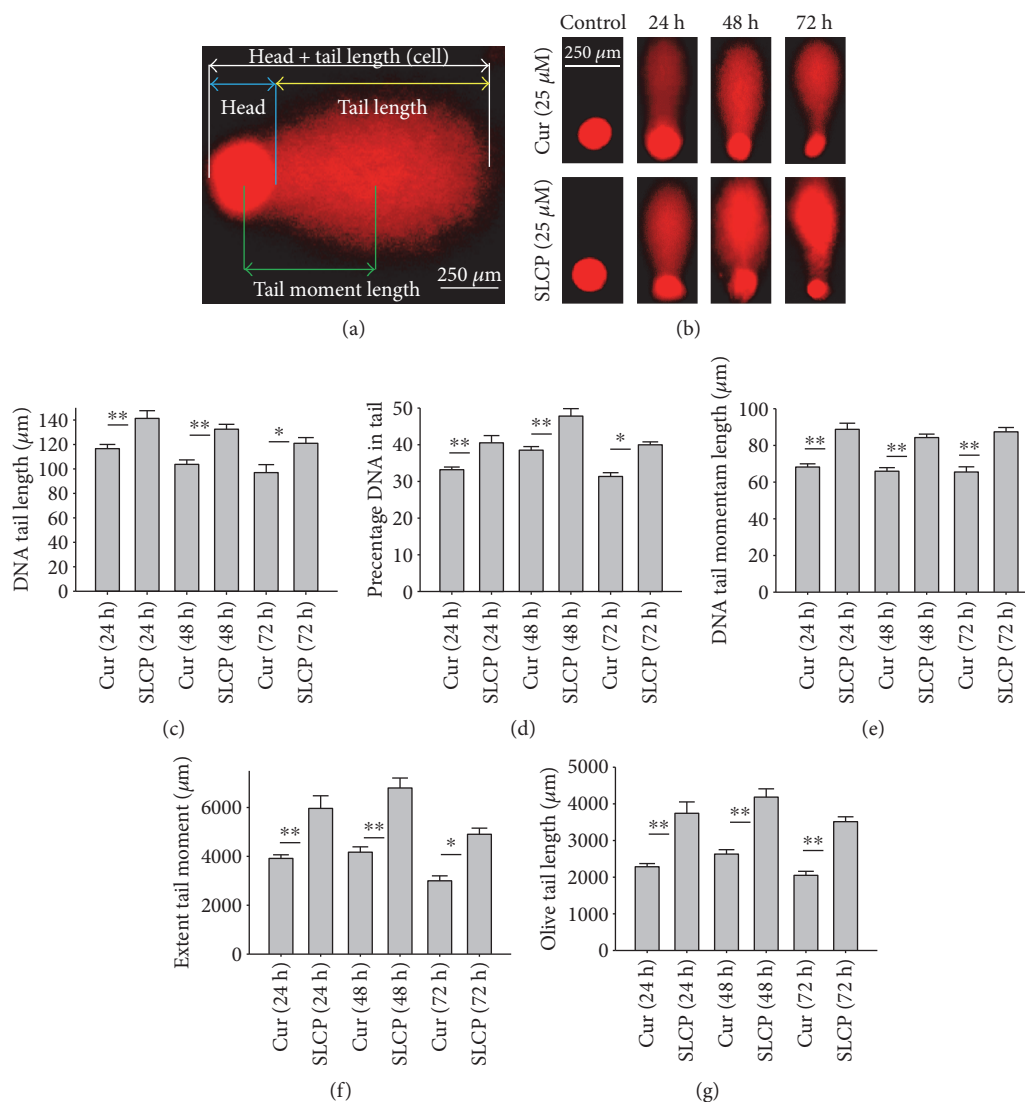 Head + tail length (cell)
Head
Tail length
Tail moment length
250 μm
(a)
Control
24 h
48 h
72 h
250 μm
Cur (25 μM)
SLCP (25 μM)
(b)
DNA tail length (μm)
140
120
100
80
60
40
20
0
**
**
*
Cur (24 h)
SLCP (24 h)
Cur (48 h)
SLCP (48 h)
Cur (72 h)
SLCP (72 h)
(c)
Precentage DNA in tail
50
40
30
20
10
0
**
**
*
Cur (24 h)
SLCP (24 h)
Cur (48 h)
SLCP (48 h)
Cur (72 h)
SLCP (72 h)
(d)
DNA tail momentam length (μm)
100
80
60
40
20
0
**
**
**
Cur (24 h)
SLCP (24 h)
Cur (48 h)
SLCP (48 h)
Cur (72 h)
SLCP (72 h)
(e)
Extent tail moment (μm)
6000
4000
2000
0
**
**
*
Cur (24 h)
SLCP (24 h)
Cur (48 h)
SLCP (48 h)
Cur (72 h)
SLCP (72 h)
(f)
Olive tail length (μm)
5000
4000
3000
2000
1000
0
**
**
**
Cur (24 h)
SLCP (24 h)
Cur (48 h)
SLCP (48 h)
Cur (72 h)
SLCP (72 h)
(g)